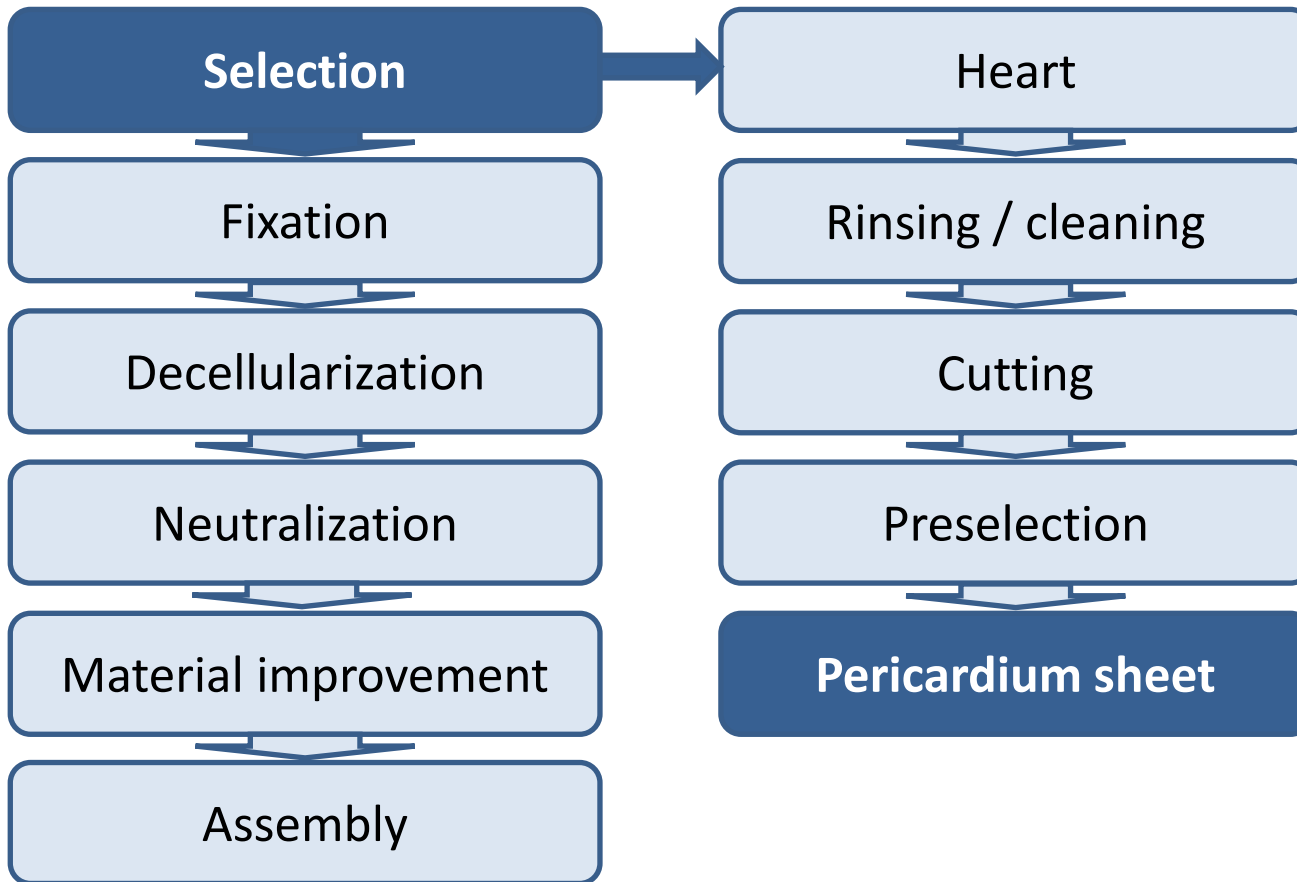 Selection
Fixation
Decellularization
Neutralization
Material improvement
Assembly
Heart
Rinsing / cleaning
Cutting
Preselection
Pericardium sheet